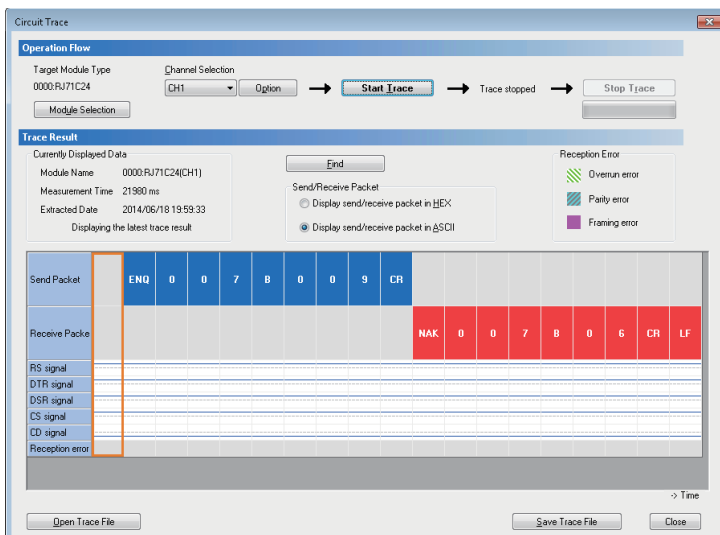 Circuit Trace
Operation Flow
Target Module Type
0000:RJ71C24
Module Selection
Channel Selection
CH1 Option
Start Trace
Trace stopped
Stop Trace
Trace Result
Currently Displayed Data
Module Name 0000:RJ71C24(CH1)
Measurement Time 21980 ms
Extracted Date 2014/06/18 19:59:33
Displaying the latest trace result
Find
Send/Receive Packet
Display send/receive packet in HEX
Display send/receive packet in ASCII
Reception Error
Overrun error
Parity error
Framing error
Send Packet ENQ 0 0 7 B 0 0 9 CR
Receive Packe NAK 0 0 7 B 0 6 CR LF
RS signal
DTR signal
DSR signal
CS signal
CD signal
Reception error
-> Time
Open Trace File
Save Trace File
Close